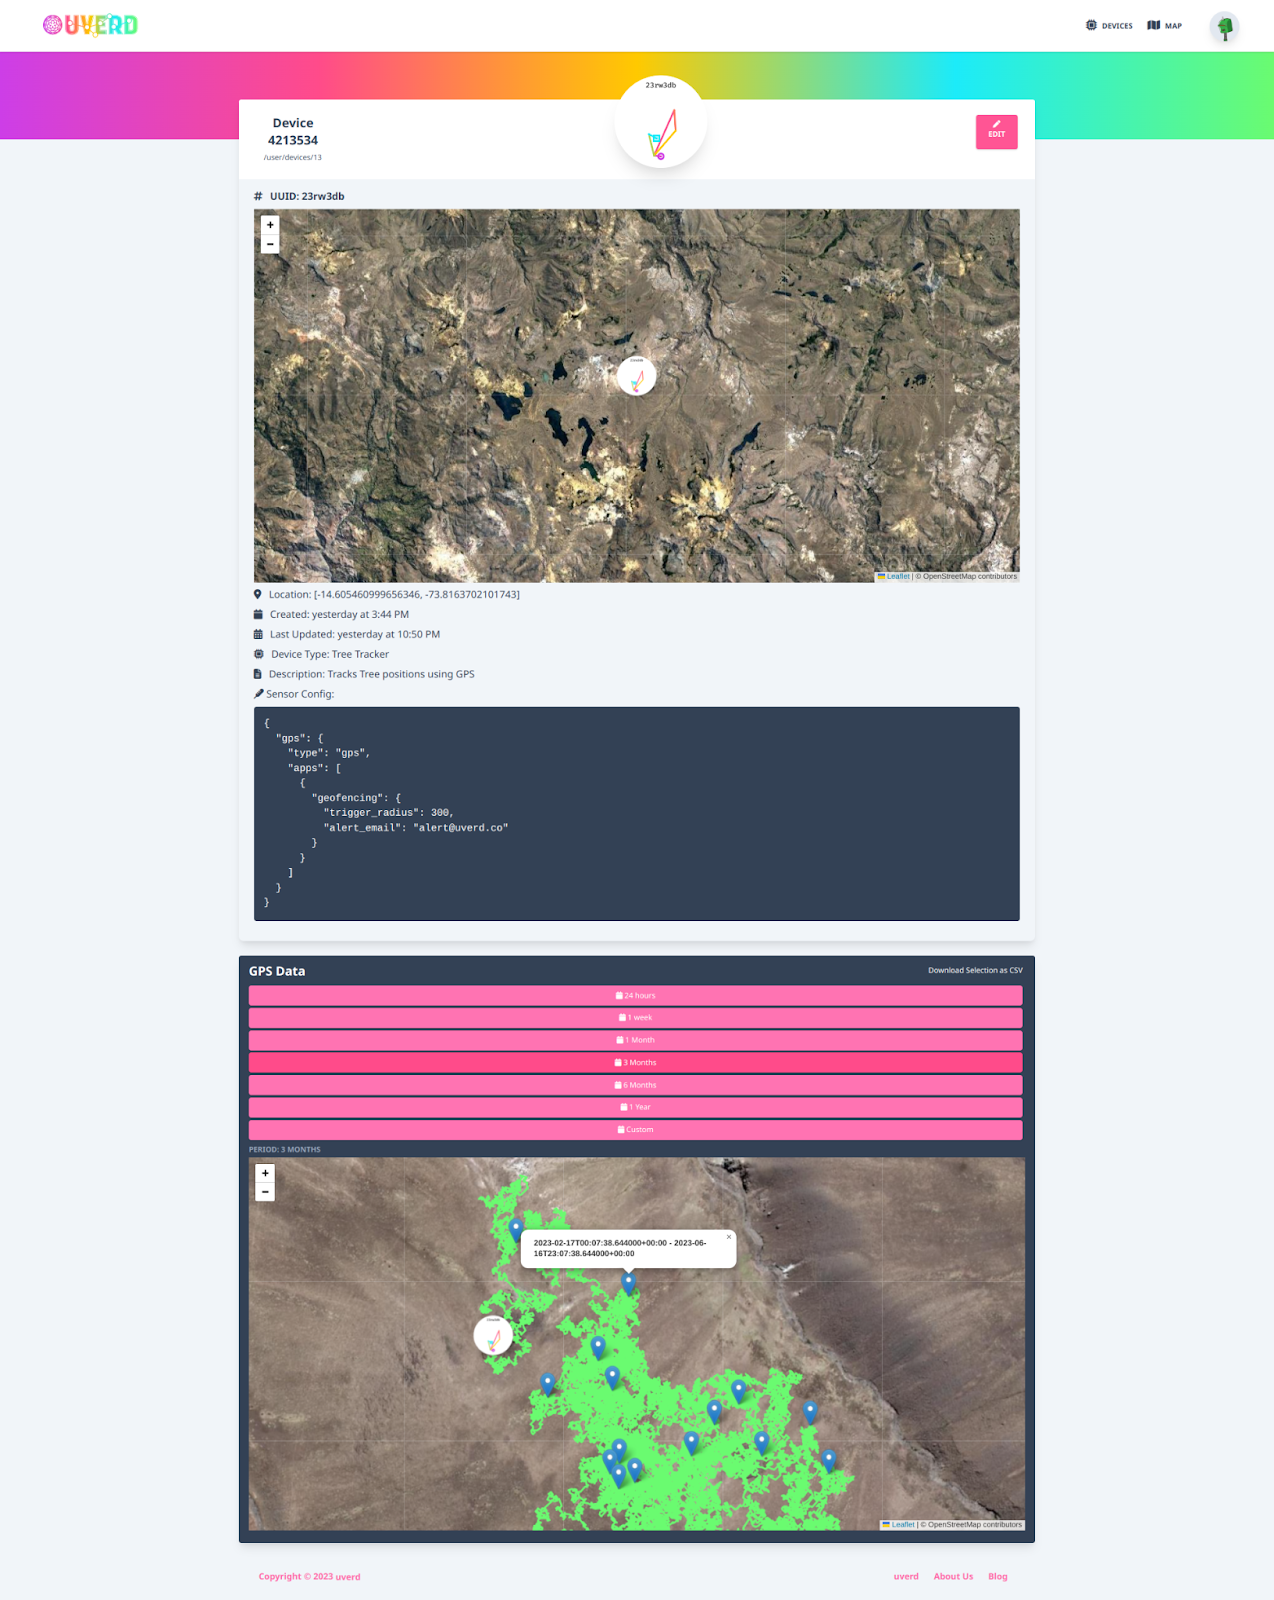 UVERD
DEVICES
MAP
23rw3db
Device
4213534
/user/devices/13
EDIT
UUID: 23rw3db
+
−
Leaflet | © OpenStreetMap contributors
Location: [-14.605460999656346, -73.8163702101743]
Created: yesterday at 3:44 PM
Last Updated: yesterday at 10:50 PM
Device Type: Tree Tracker
Description: Tracks Tree positions using GPS
Sensor Config:
{
"gps": {
"type": "gps",
"apps": [
{
"geofencing": {
"trigger_radius": 300,
"alert_email": "alert@uverd.co"
}
}
]
}
}
GPS Data
Download Selection as CSV
24 hours
1 week
1 Month
3 Months
6 Months
1 Year
Custom
PERIOD: 3 MONTHS
+
−
2023-02-17T00:07:38.644000+00:00 - 2023-06-
16T23:07:38.644000+00:00
×
Leaflet | © OpenStreetMap contributors
Copyright © 2023 uverd
uverd
About Us
Blog